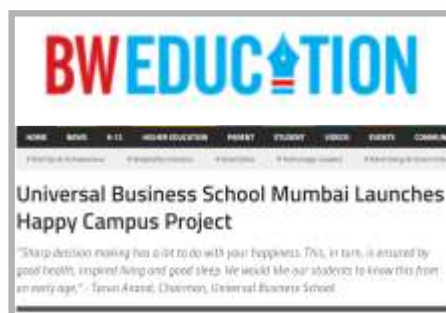 BW EDUCATION
HOME NEWS K-12 HIGHER EDUCATION PARENT STUDENT VIDEOS EVENTS COMMUN
Universal Business School Mumbai Launches
Happy Campus Project
"Sharp decision making has a lot to do with your happiness. This, in turn, is ensured by
good health, inspired living and good sleep. We would like our students to know this from
an early age," - Tarun Anand, Chairman, Universal Business School